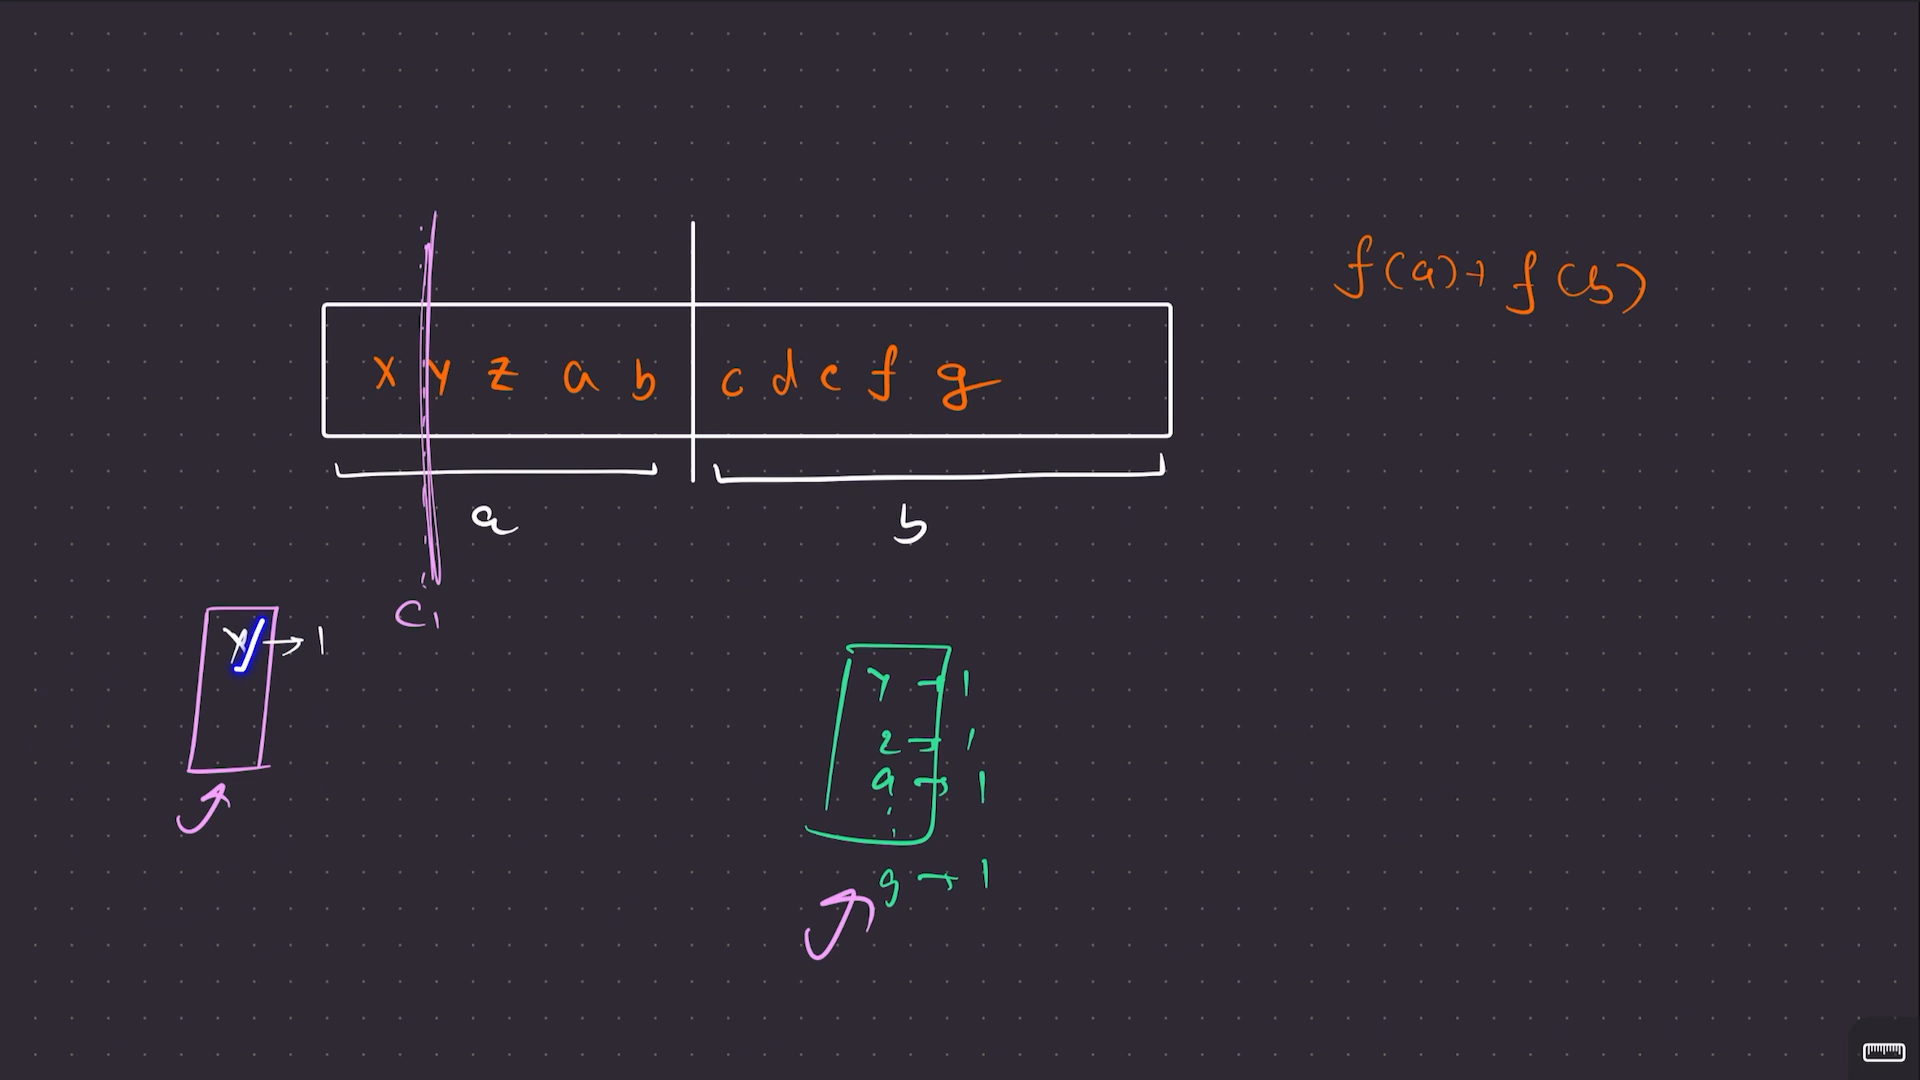 f(a) + f(b)
x y z a b c d e f g
a b
C1
x → 1
y → 1
z → 1
a → 1
g → 1